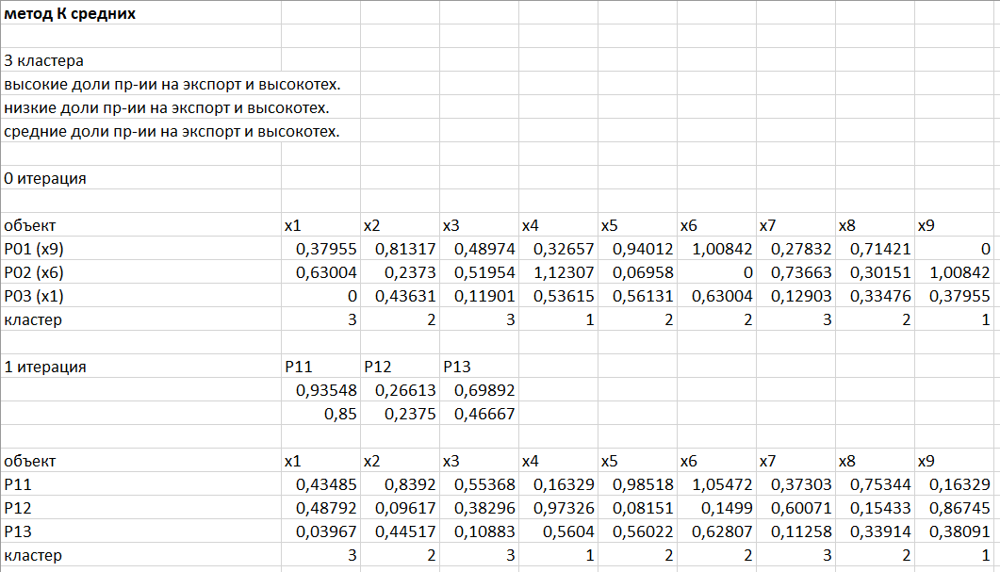 метод К средних
3 кластера
высокие доли пр-ии на экспорт и высокотех.
низкие доли пр-ии на экспорт и высокотех.
средние доли пр-ии на экспорт и высокотех.
0 итерация
объект x1 x2 x3 x4 x5 x6 x7 x8 x9
P01 (x9) 0,37955 0,81317 0,48974 0,32657 0,94012 1,00842 0,27832 0,71421 0
P02 (x6) 0,63004 0,2373 0,51954 1,12307 0,06958 0 0,73663 0,30151 1,00842
P03 (x1) 0 0,43631 0,11901 0,53615 0,56131 0,63004 0,12903 0,33476 0,37955
кластер 3 2 3 1 2 2 3 2 1
1 итерация P11 P12 P13
0,93548 0,26613 0,69892
0,85 0,2375 0,46667
объект x1 x2 x3 x4 x5 x6 x7 x8 x9
P11 0,43485 0,8392 0,55368 0,16329 0,98518 1,05472 0,37303 0,75344 0,16329
P12 0,48792 0,09617 0,38296 0,97326 0,08151 0,1499 0,60071 0,15433 0,86745
P13 0,03967 0,44517 0,10883 0,5604 0,56022 0,62807 0,11258 0,33914 0,38091
кластер 3 2 3 1 2 2 3 2 1